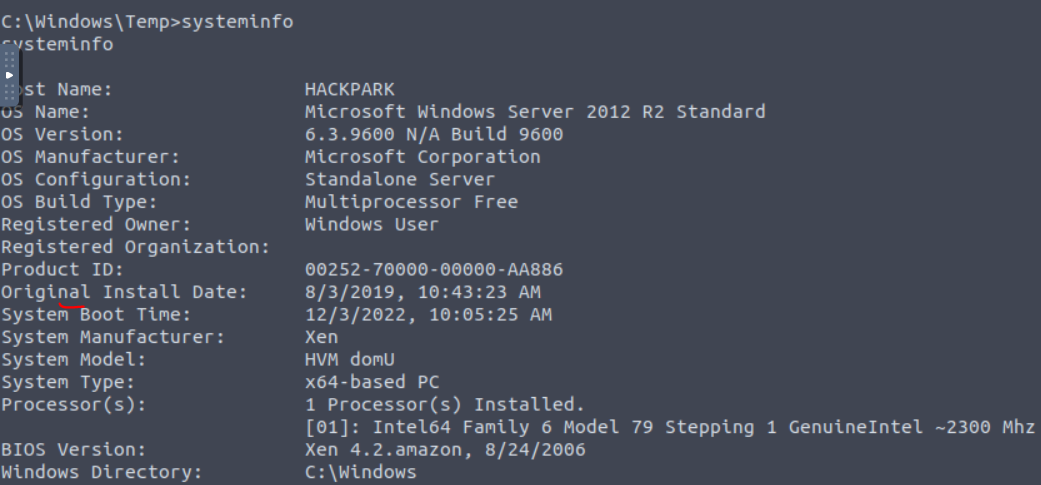 C:\Windows\Temp>systeminfo
systeminfo
ost Name: HACKPARK
OS Name: Microsoft Windows Server 2012 R2 Standard
OS Version: 6.3.9600 N/A Build 9600
OS Manufacturer: Microsoft Corporation
OS Configuration: Standalone Server
OS Build Type: Multiprocessor Free
Registered Owner: Windows User
Registered Organization:
Product ID: 00252-70000-00000-AA886
Original Install Date: 8/3/2019, 10:43:23 AM
System Boot Time: 12/3/2022, 10:05:25 AM
System Manufacturer: Xen
System Model: HVM domU
System Type: x64-based PC
Processor(s): 1 Processor(s) Installed.
[01]: Intel64 Family 6 Model 79 Stepping 1 GenuineIntel ~2300 Mhz
BIOS Version: Xen 4.2.amazon, 8/24/2006
Windows Directory: C:\Windows